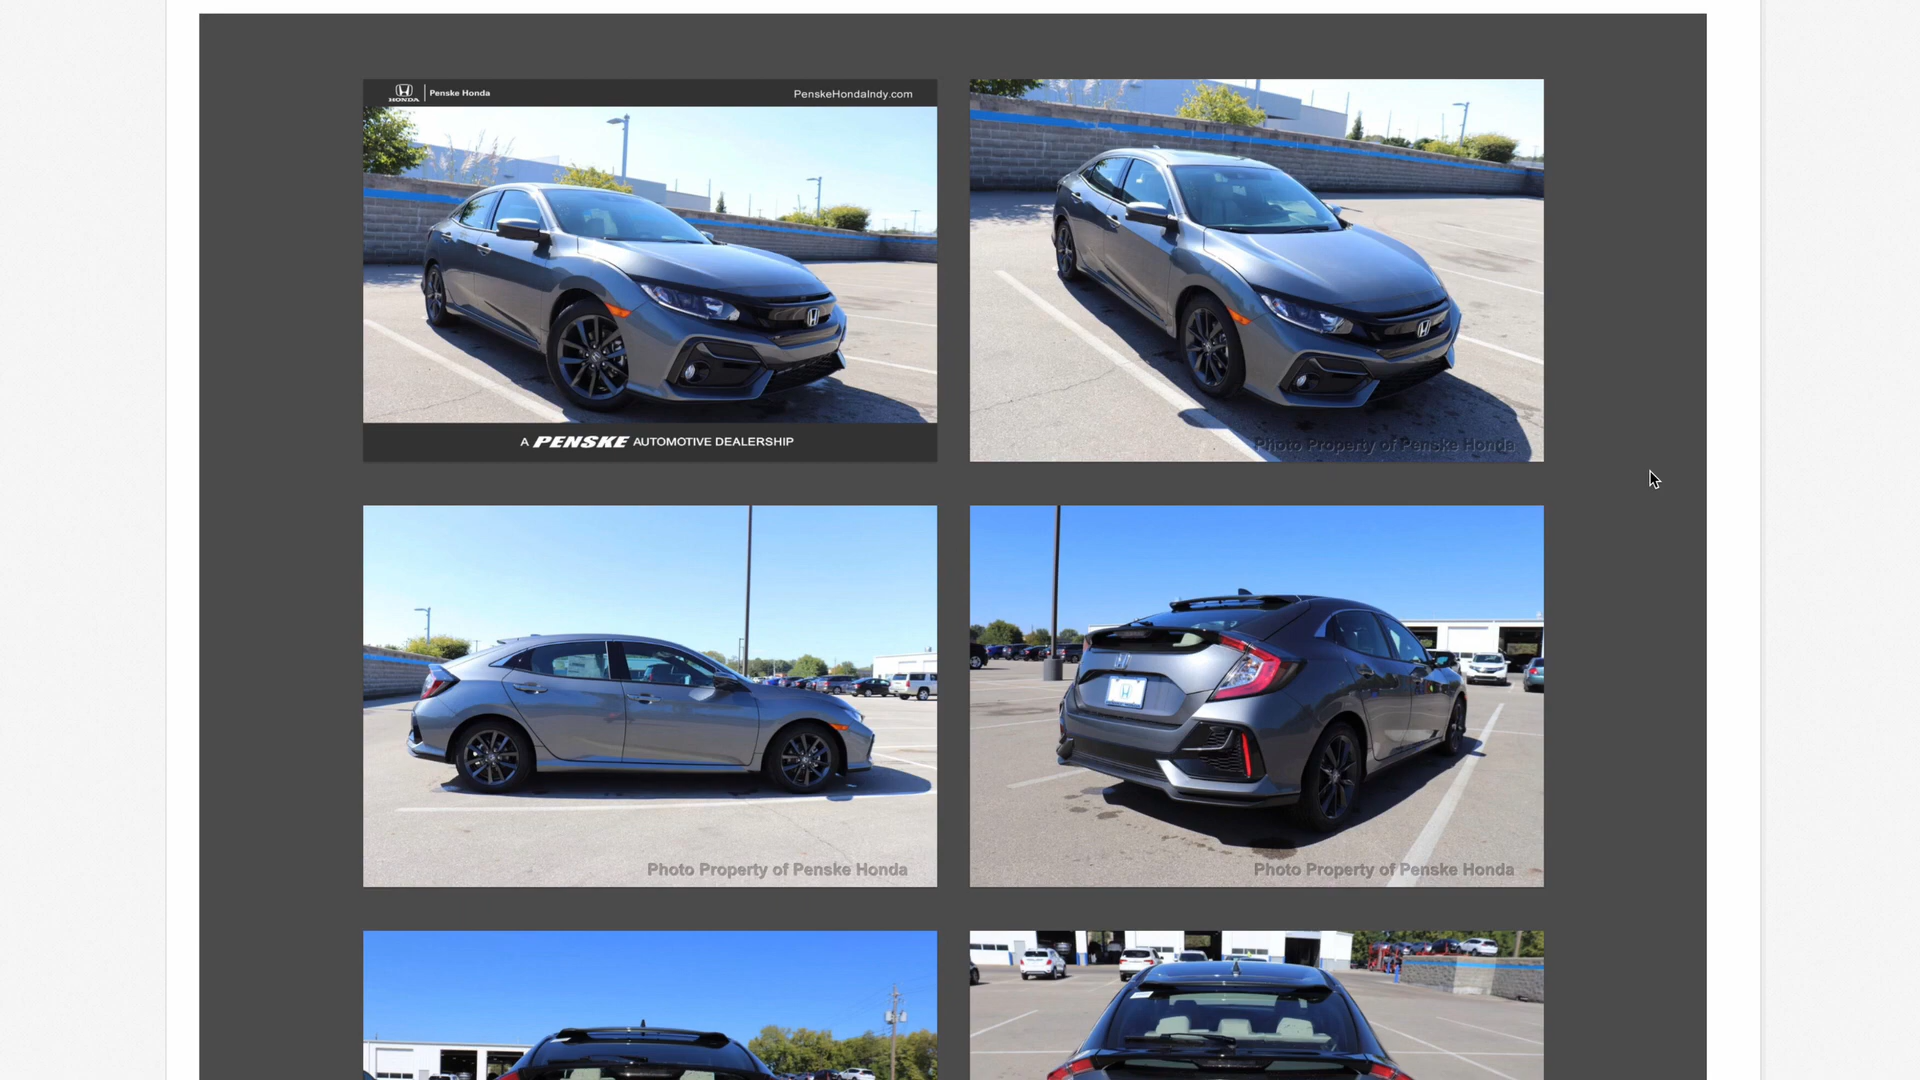 HONDA
Penske Honda
PenskeHondaIndy.com
A PENSKE AUTOMOTIVE DEALERSHIP
Photo Property of Penske Honda
Photo Property of Penske Honda
Photo Property of Penske Honda